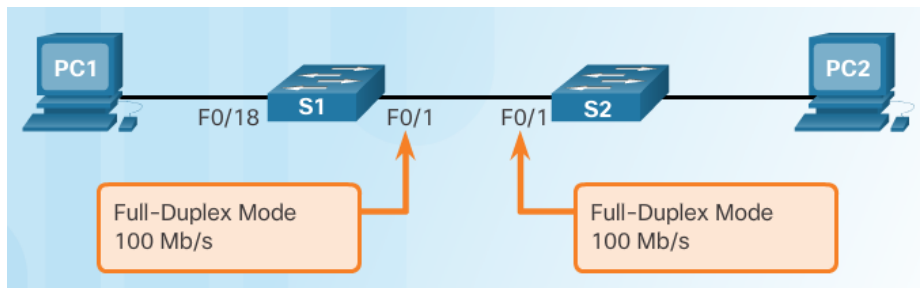 PC1
S1
S2
PC2
F0/18
F0/1
F0/1
Full-Duplex Mode
100 Mb/s
Full-Duplex Mode
100 Mb/s